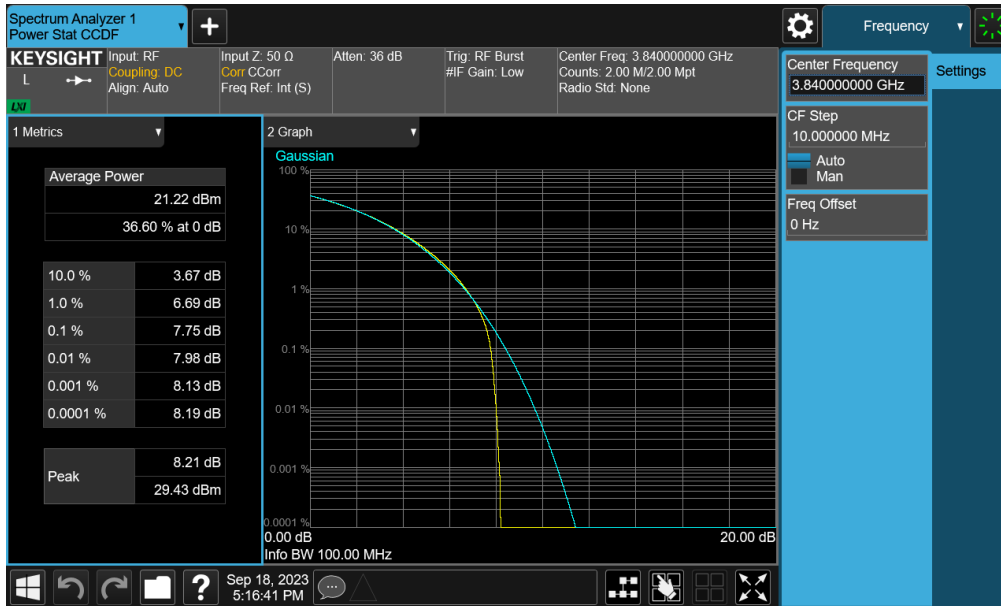 Spectrum Analyzer 1
Power Stat CCDF
Frequency
KEYSIGHT
L
LXI
Input: RF
Coupling: DC
Align: Auto
Input Z: 50 Ω
Corr CCorr
Freq Ref: Int (S)
Atten: 36 dB
Trig: RF Burst
#IF Gain: Low
Center Freq: 3.840000000 GHz
Counts: 2.00 M/2.00 Mpt
Radio Std: None
Center Frequency
3.840000000 GHz
Settings
CF Step
10.000000 MHz
Auto
Man
Freq Offset
0 Hz
1 Metrics
Average Power
21.22 dBm
36.60 % at 0 dB
10.0 % 3.67 dB
1.0 % 6.69 dB
0.1 % 7.75 dB
0.01 % 7.98 dB
0.001 % 8.13 dB
0.0001 % 8.19 dB
Peak 8.21 dB
29.43 dBm
2 Graph
Gaussian
100 %
10 %
1 %
0.1 %
0.01 %
0.001 %
0.0001 %
0.00 dB 20.00 dB
Info BW 100.00 MHz
?
Sep 18, 2023
5:16:41 PM